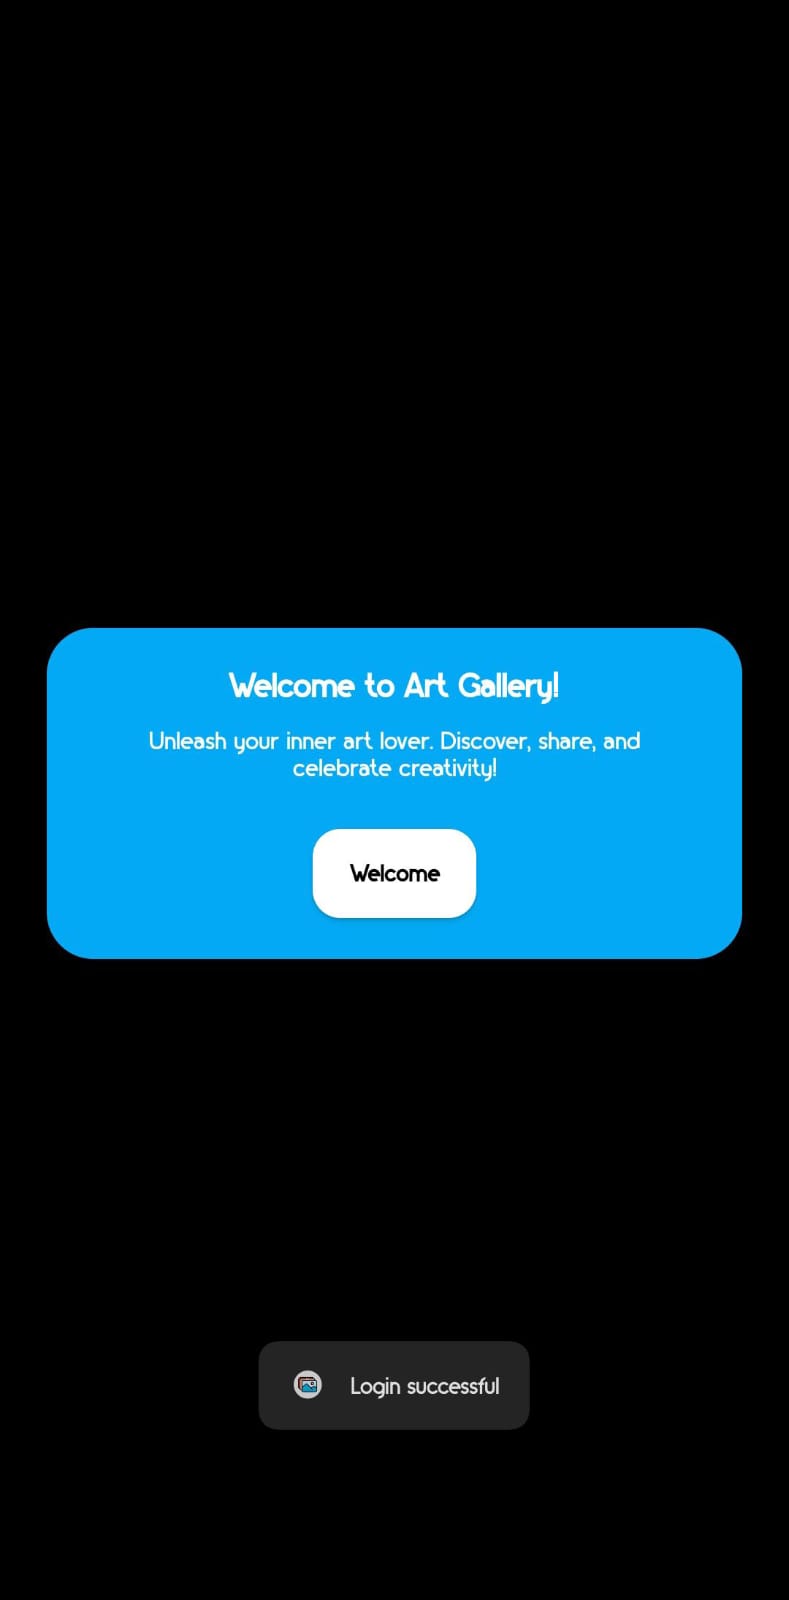 Welcome to Art Gallery!
Unleash your inner art lover. Discover, share, and
celebrate creativity!
Welcome
Login successful